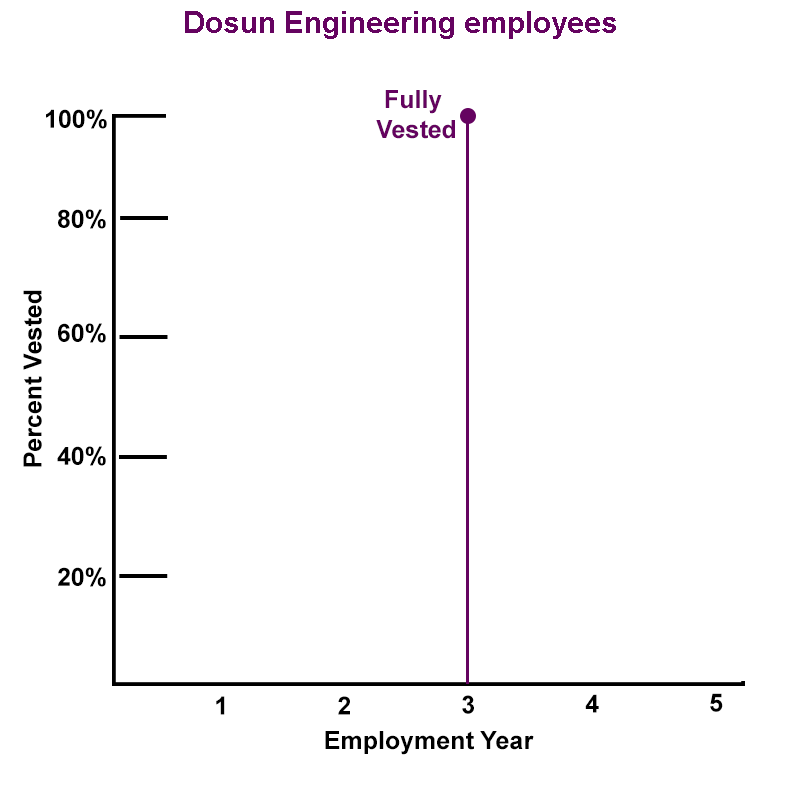 Dosun Engineering employees
Fully
Vested
100%
80%
60%
40%
20%
Percent Vested
1 2 3 4 5
Employment Year